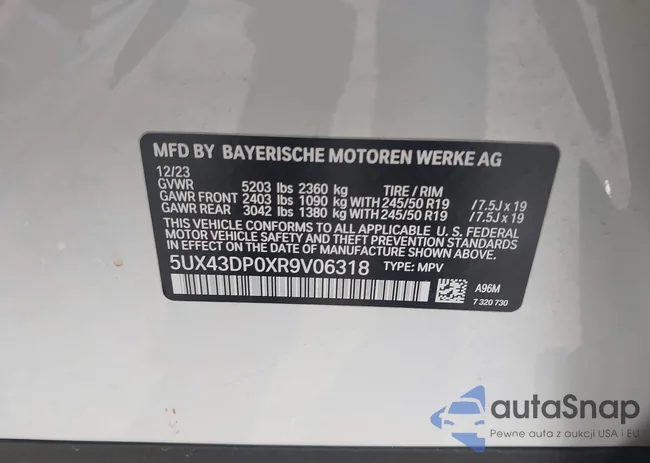 MFD BY BAYERISCHE MOTOREN WERKE AG
12/23
GVWR 5203 lbs 2360 kg TIRE / RIM
GAWR FRONT 2403 lbs 1090 kg WITH 245/50 R19 / 7.5J x 19
GAWR REAR 3042 lbs 1380 kg WITH 245/50 R19 / 7.5J x 19
THIS VEHICLE CONFORMS TO ALL APPLICABLE U. S. FEDERAL
MOTOR VEHICLE SAFETY, BUMPER, AND THEFT PREVENTION STANDARDS
IN EFFECT ON THE DATE OF MANUFACTURE SHOWN ABOVE.
5UX43DP0XR9V06318 TYPE: MPV
A96M
7 320 730
autaSnap
Pewne auta z aukcji USA i EU